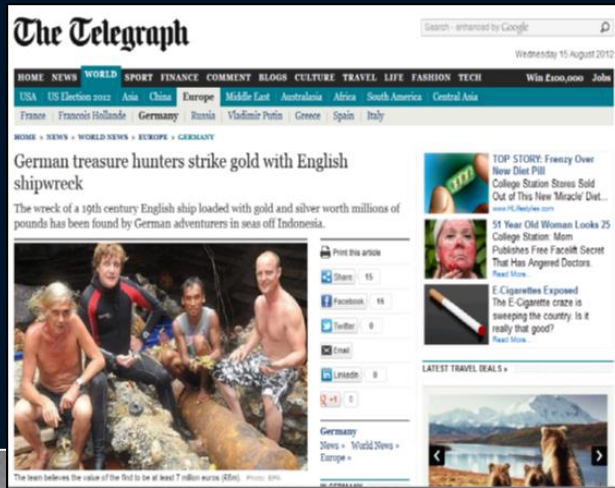 The Telegraph
Search - enhanced by Google
Wednesday 15 August 2012
HOME NEWS WORLD SPORT FINANCE COMMENT BLOGS CULTURE TRAVEL LIFE FASHION TECH Win £100,000 Jobs
USA US Election 2012 Asia China Europe Middle East Australasia Africa South America Central Asia
France Francois Hollande Germany Russia Vladimir Putin Greece Spain Italy
HOME » NEWS » WORLD NEWS » EUROPE » GERMANY
German treasure hunters strike gold with English
shipwreck
The wreck of a 19th century English ship loaded with gold and silver worth millions of
pounds has been found by German adventurers in seas off Indonesia.
The team believes the value of the find to be at least 7 million euros (£6m). Photo: EPA
Print this article
Share 15
Facebook 15
Twitter 0
Email
LinkedIn 0
+1 0
Germany
News » World News »
Europe »
IN GERMANY
TOP STORY: Frenzy Over
New Diet Pill
College Station Stores Sold
Out of This New 'Miracle' Diet...
51 Year Old Woman Looks 25
College Station: Mom
Publishes Free Facelift Secret
That Has Angered Doctors.
Read More...
E-Cigarettes Exposed
The E-Cigarette craze is
sweeping the country. Is it
really that good?
Read More...
LATEST TRAVEL DEALS »